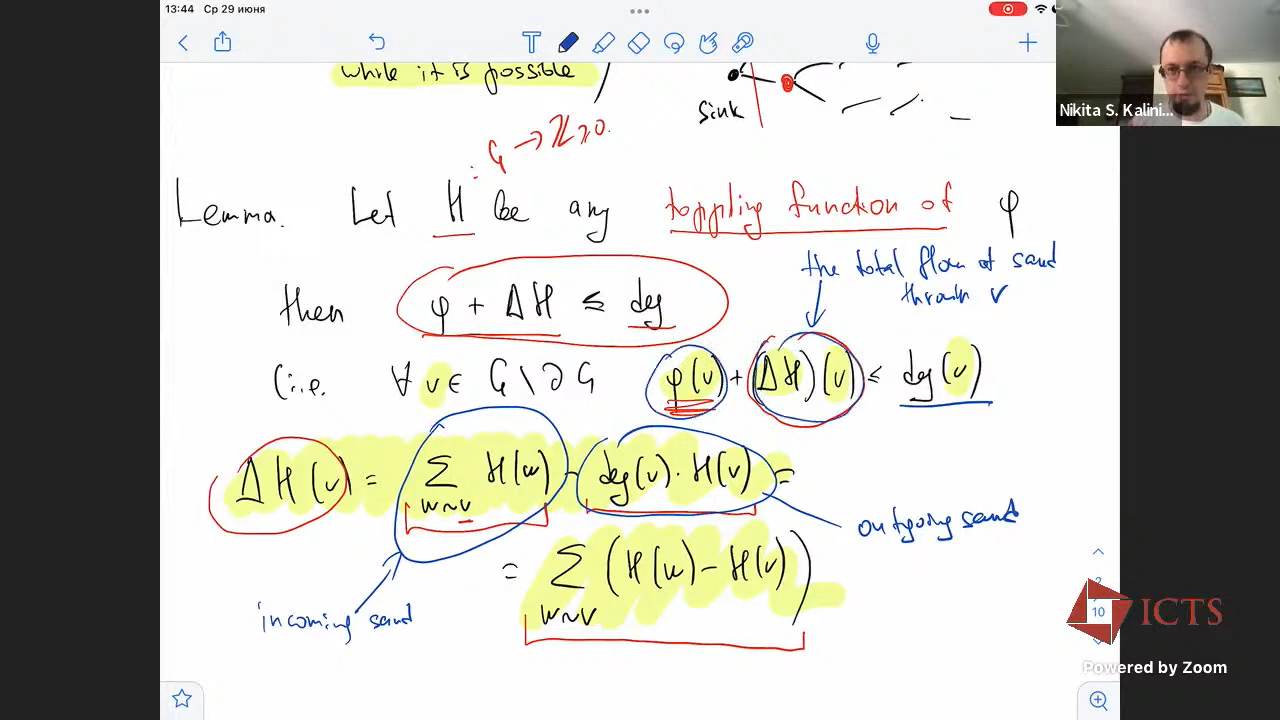 13:44 Ср 29 июня
while it is possible
sink
: G → ℤ≥0.
Lemma. Let H be any toppling function of φ
the total flow of sand
through v
then φ + ΔH ≤ deg
(i.e. ∀ v ∈ G \ ∂G φ(v) + (ΔH)(v) ≤ deg(v)
ΔH(v) = Σ H(w) − deg(v) · H(v) =
w~v
outgoing sand
= Σ (H(w) − H(v))
w~v
incoming sand
Nikita S. Kalini...
2
10
ICTS
Powered by Zoom